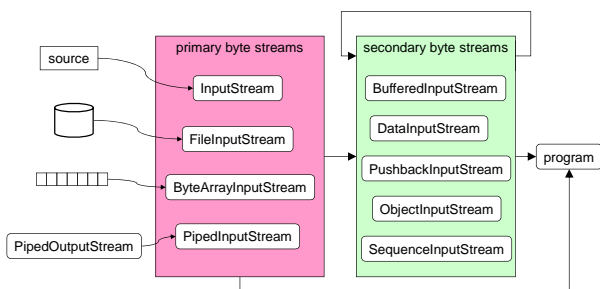 primary byte streams
secondary byte streams
source
InputStream
BufferedInputStream
FileInputStream
DataInputStream
program
ByteArrayInputStream
PushbackInputStream
PipedOutputStream
PipedInputStream
ObjectInputStream
SequenceInputStream